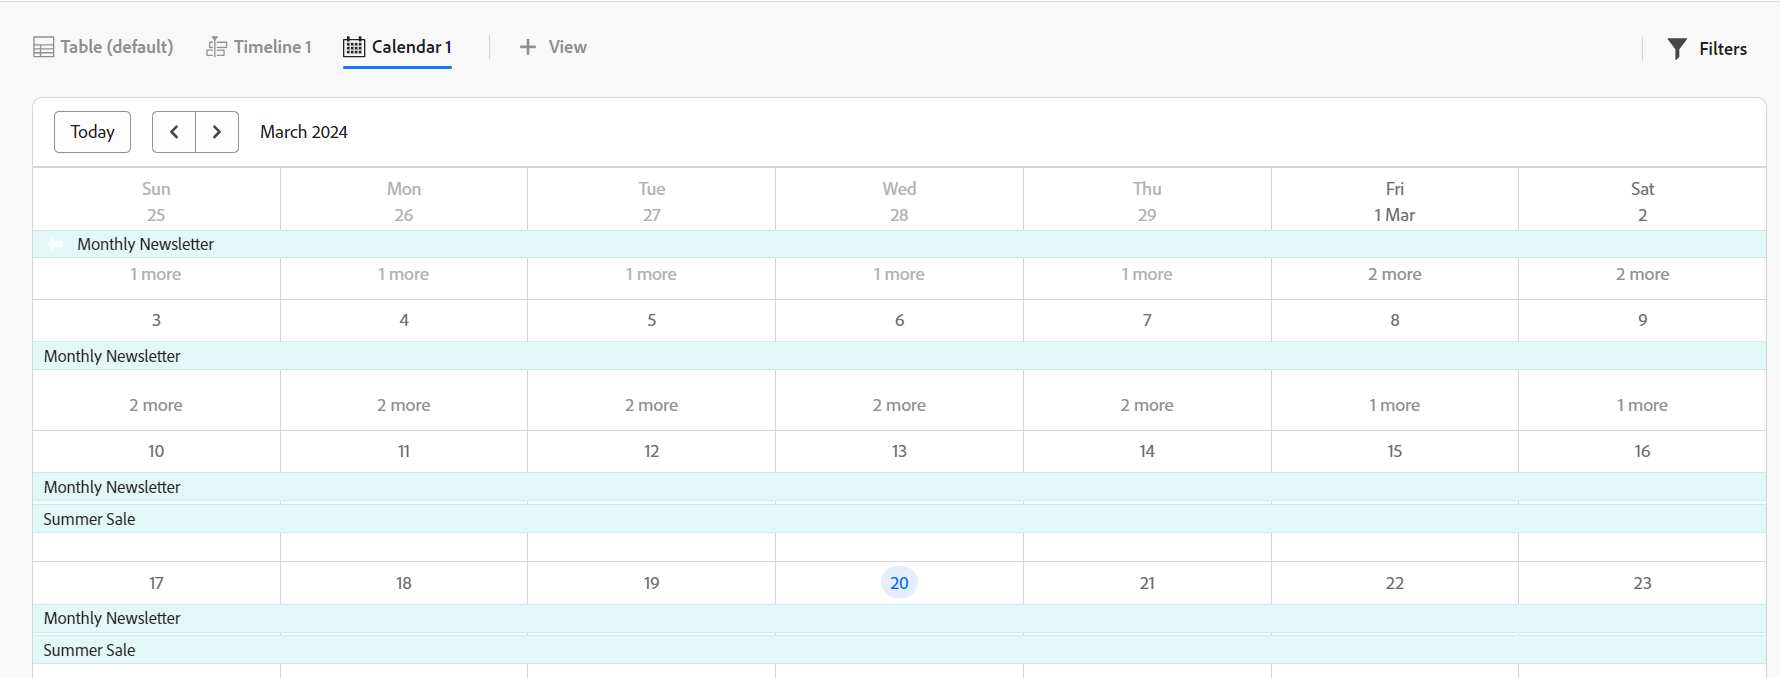 Table (default) Timeline 1 Calendar 1 + View Filters
Today < > March 2024
Sun Mon Tue Wed Thu Fri Sat
25 26 27 28 29 1 Mar 2
Monthly Newsletter
1 more 1 more 1 more 1 more 1 more 2 more 2 more
3 4 5 6 7 8 9
Monthly Newsletter
2 more 2 more 2 more 2 more 2 more 1 more 1 more
10 11 12 13 14 15 16
Monthly Newsletter
Summer Sale
17 18 19 20 21 22 23
Monthly Newsletter
Summer Sale